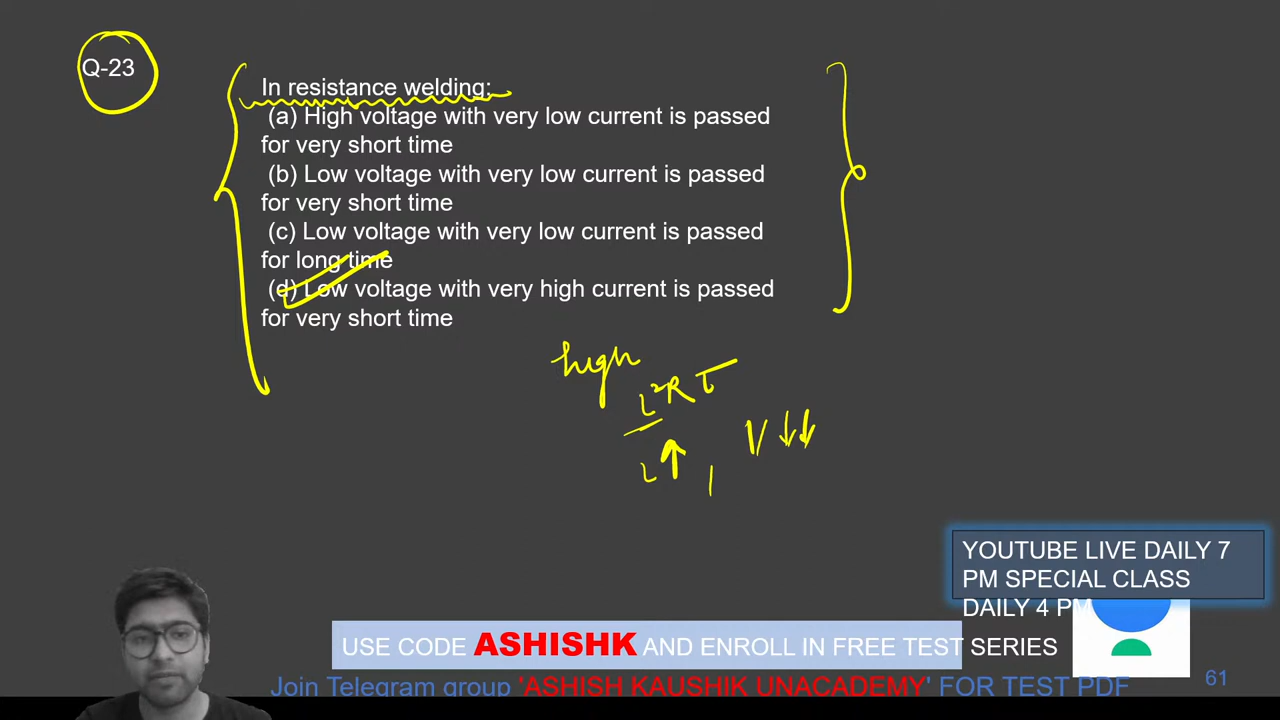 Q-23
In resistance welding:
(a) High voltage with very low current is passed
for very short time
(b) Low voltage with very low current is passed
for very short time
(c) Low voltage with very low current is passed
for long time
(d) Low voltage with very high current is passed
for very short time
high
i²Rt
V ↓↓
i ↑
YOUTUBE LIVE DAILY 7
PM SPECIAL CLASS
DAILY 4 PM
USE CODE ASHISHK AND ENROLL IN FREE TEST SERIES
Join Telegram group 'ASHISH KAUSHIK UNACADEMY' FOR TEST PDF
61